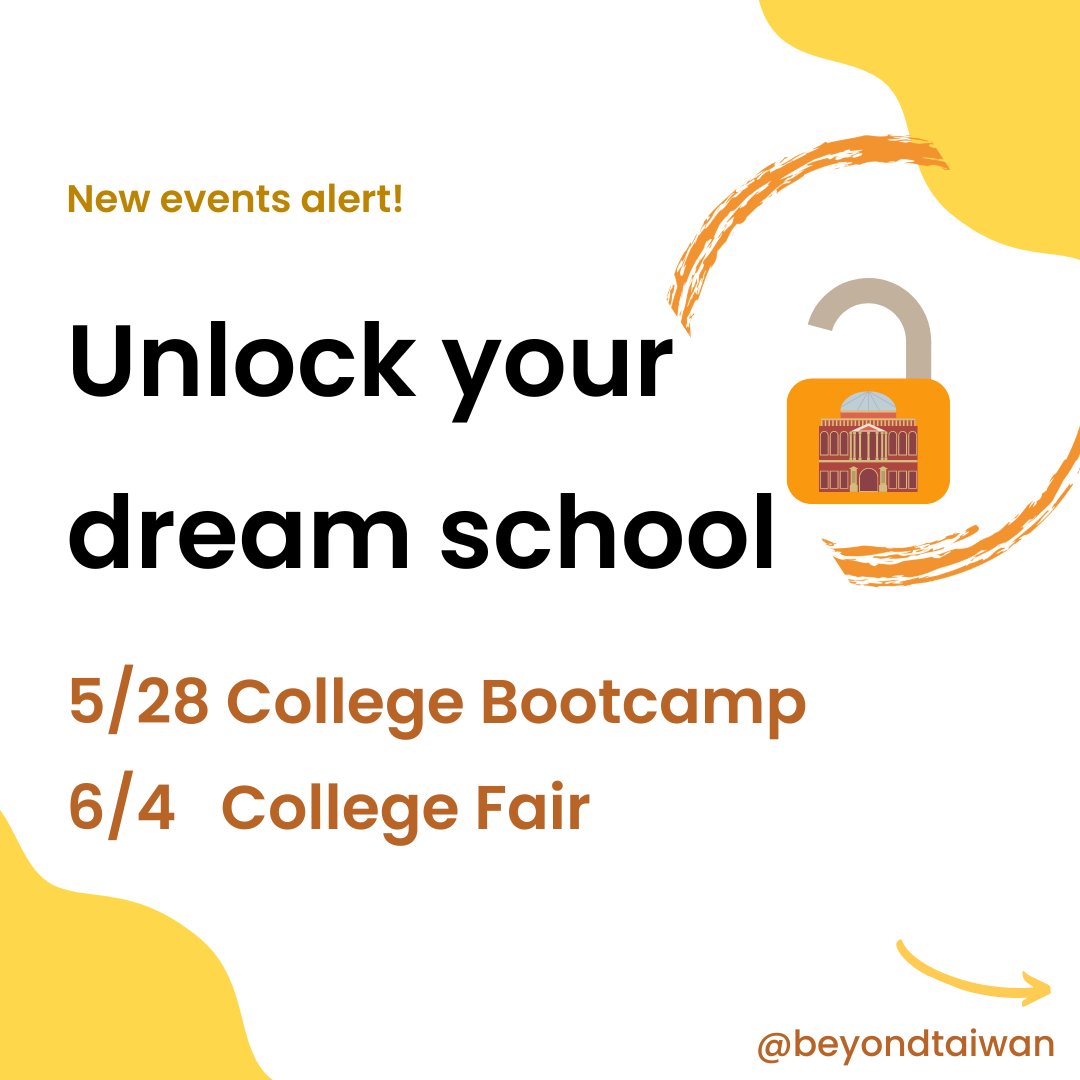 New events alert!
Unlock your
dream school
5/28 College Bootcamp
6/4 College Fair
@beyondtaiwan